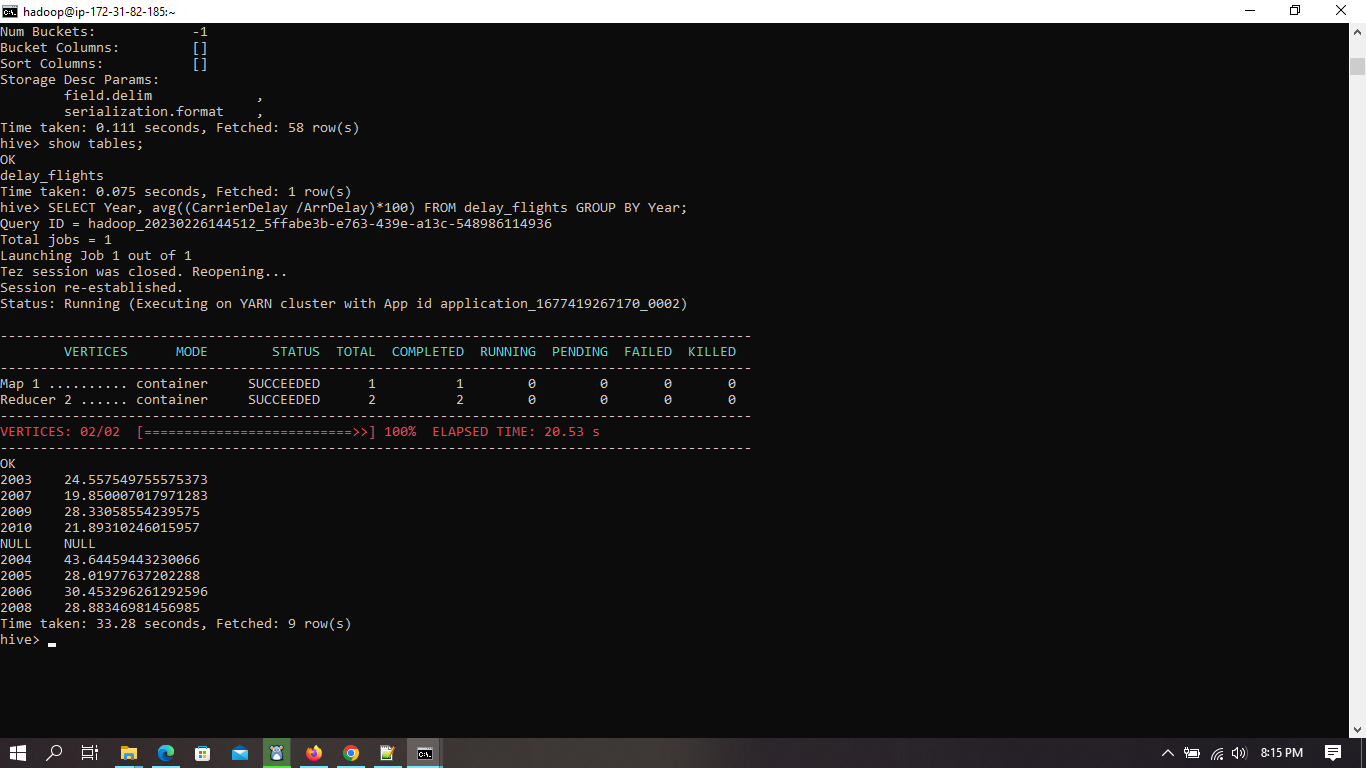 hadoop@ip-172-31-82-185:~
Num Buckets:            -1
Bucket Columns:         []
Sort Columns:           []
Storage Desc Params:
        field.delim             ,
        serialization.format    ,
Time taken: 0.111 seconds, Fetched: 58 row(s)
hive> show tables;
OK
delay_flights
Time taken: 0.075 seconds, Fetched: 1 row(s)
hive> SELECT Year, avg((CarrierDelay /ArrDelay)*100) FROM delay_flights GROUP BY Year;
Query ID = hadoop_20230226144512_5ffabe3b-e763-439e-a13c-548986114936
Total jobs = 1
Launching Job 1 out of 1
Tez session was closed. Reopening...
Session re-established.
Status: Running (Executing on YARN cluster with App id application_1677419267170_0002)
----------------------------------------------------------------------------------------------
        VERTICES      MODE        STATUS  TOTAL  COMPLETED  RUNNING  PENDING  FAILED  KILLED
----------------------------------------------------------------------------------------------
Map 1 .......... container     SUCCEEDED      1          1        0        0       0       0
Reducer 2 ...... container     SUCCEEDED      2          2        0        0       0       0
----------------------------------------------------------------------------------------------
VERTICES: 02/02  [==========================>>] 100%  ELAPSED TIME: 20.53 s
----------------------------------------------------------------------------------------------
OK
2003    24.557549755575373
2007    19.850007017971283
2009    28.33058554239575
2010    21.89310246015957
NULL    NULL
2004    43.64459443230066
2005    28.01977637202288
2006    30.453296261292596
2008    28.88346981456985
Time taken: 33.28 seconds, Fetched: 9 row(s)
hive>
8:15 PM